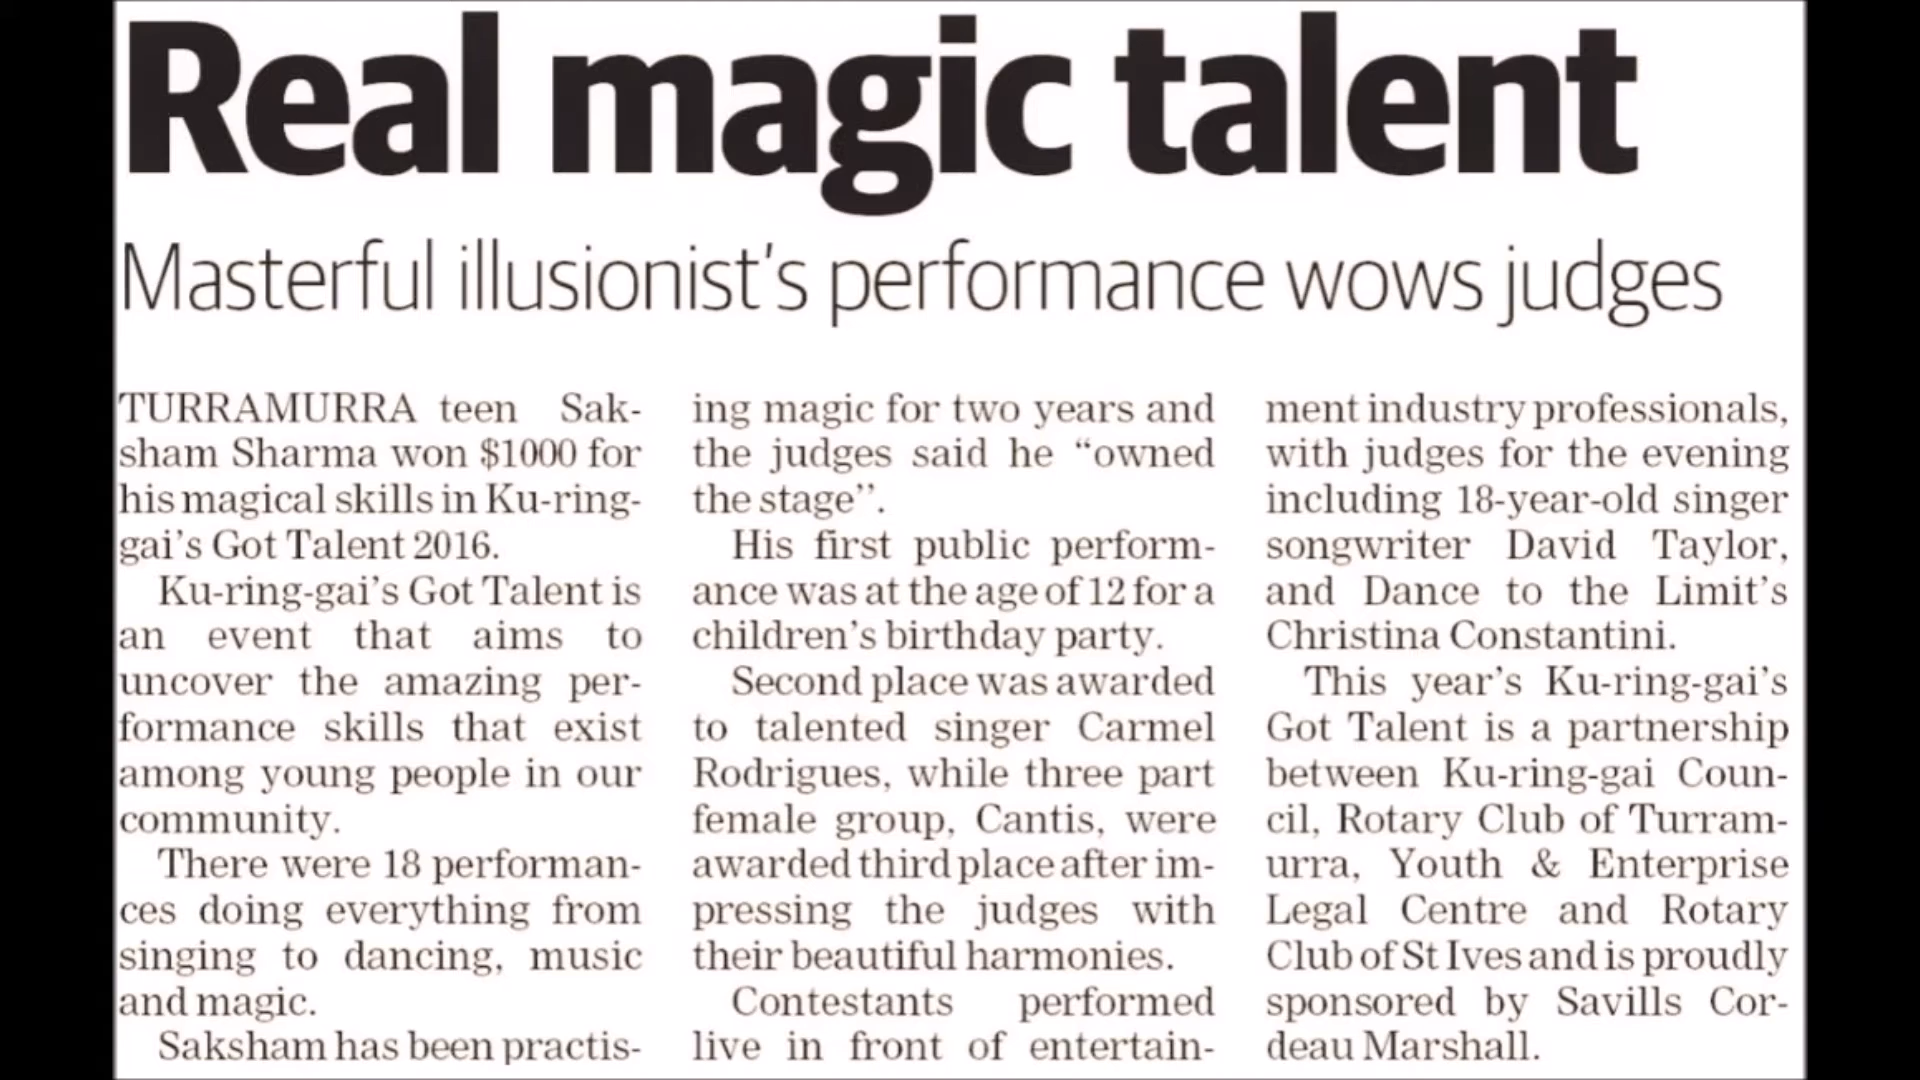 Real magic talent
Masterful illusionist's performance wows judges
TURRAMURRA teen Sak-
sham Sharma won $1000 for
his magical skills in Ku-ring-
gai's Got Talent 2016.
Ku-ring-gai's Got Talent is
an event that aims to
uncover the amazing per-
formance skills that exist
among young people in our
community.
There were 18 performan-
ces doing everything from
singing to dancing, music
and magic.
Saksham has been practis-
ing magic for two years and
the judges said he “owned
the stage”.
His first public perform-
ance was at the age of 12 for a
children's birthday party.
Second place was awarded
to talented singer Carmel
Rodrigues, while three part
female group, Cantis, were
awarded third place after im-
pressing the judges with
their beautiful harmonies.
Contestants performed
live in front of entertain-
ment industry professionals,
with judges for the evening
including 18-year-old singer
songwriter David Taylor,
and Dance to the Limit's
Christina Constantini.
This year's Ku-ring-gai's
Got Talent is a partnership
between Ku-ring-gai Coun-
cil, Rotary Club of Turram-
urra, Youth & Enterprise
Legal Centre and Rotary
Club of St Ives and is proudly
sponsored by Savills Cor-
deau Marshall.